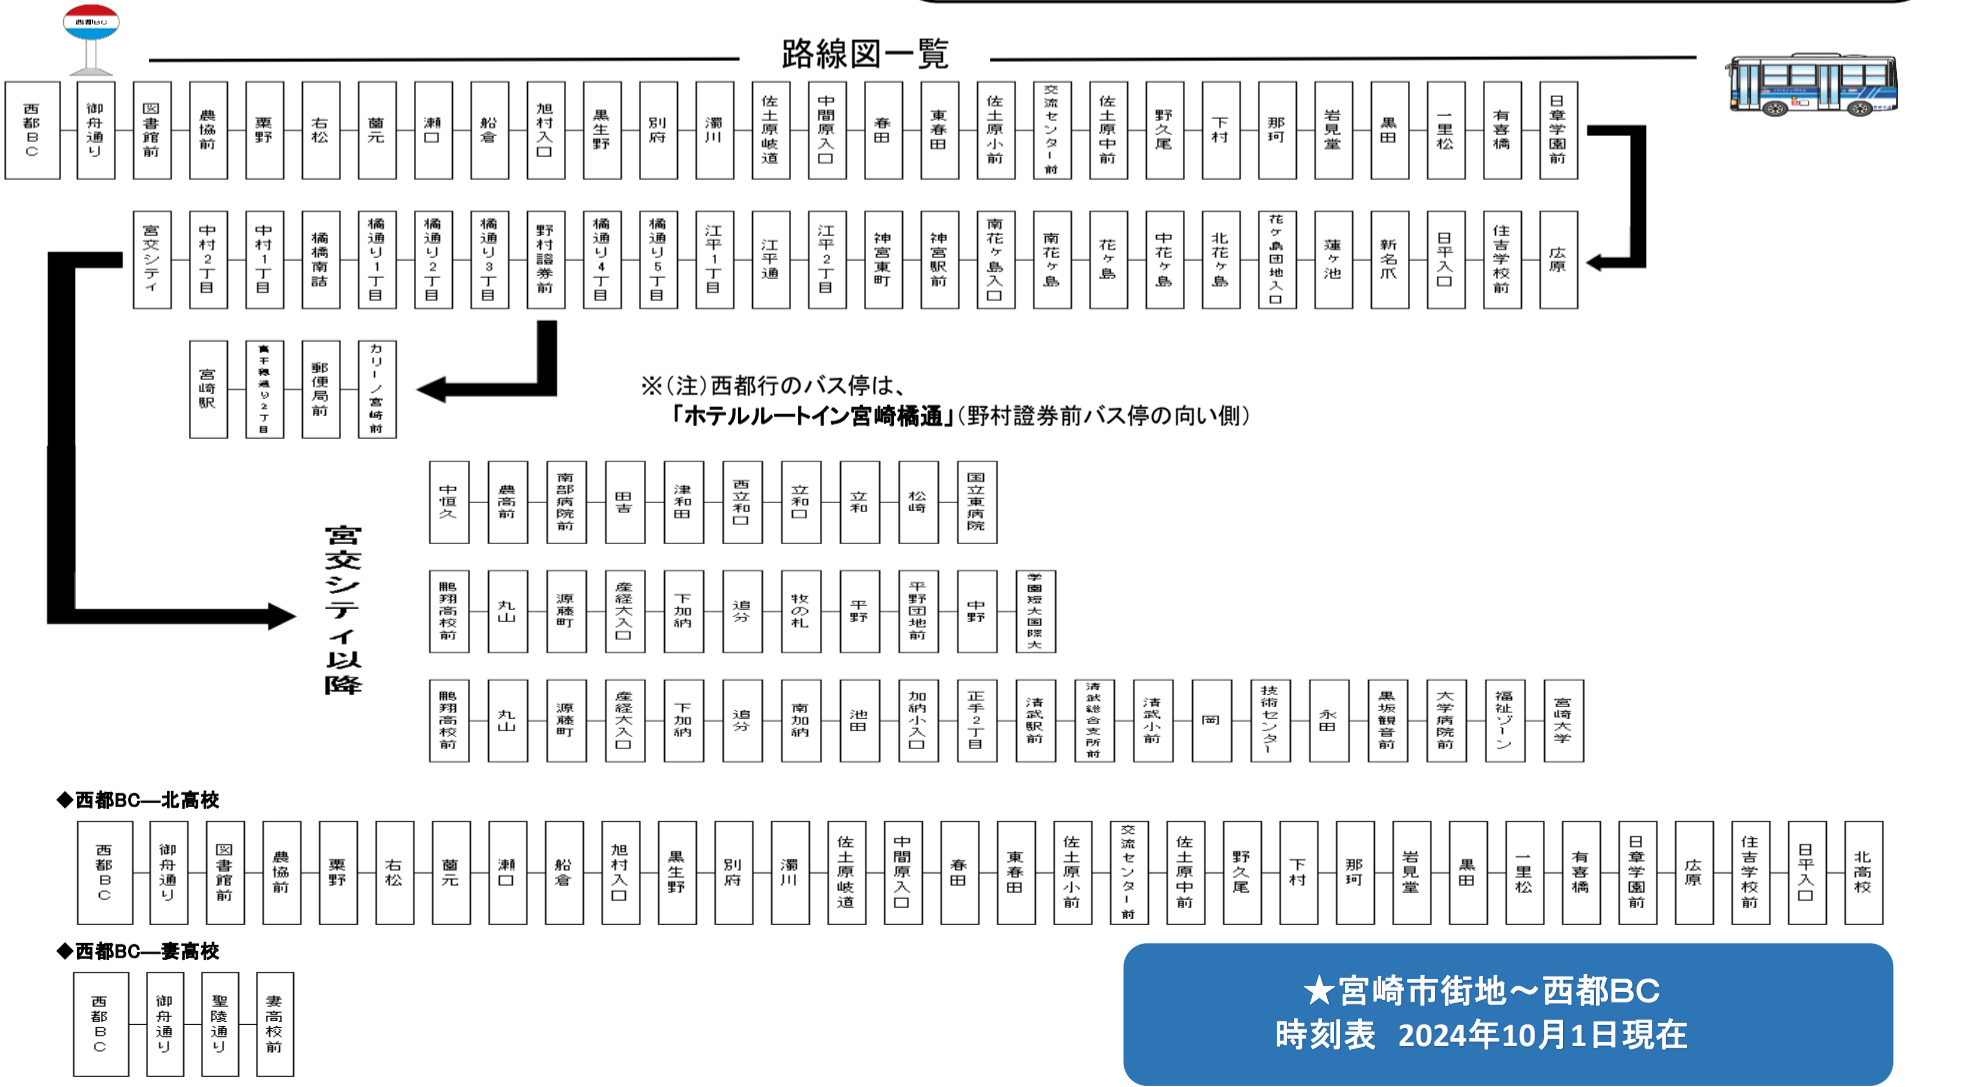 西都BC
路線図一覧
西都BC
御舟通り
図書館前
農協前
粟野
右松
薗元
瀬口
船倉
旭村入口
黒生野
別府
濁川
佐土原岐道
中間原入口
春田
東春田
佐土原小前
交流センター前
佐土原中前
野久尾
下村
那珂
岩見堂
黒田
一里松
有喜橋
日章学園前
宮交シティ
中村2丁目
中村1丁目
橘橋南詰
橘通り1丁目
橘通り2丁目
橘通り3丁目
野村證券前
橘通り4丁目
橘通り5丁目
江平1丁目
江平通
江平2丁目
神宮東町
神宮駅前
南花ヶ島入口
南花ヶ島
花ヶ島
中花ヶ島
北花ヶ島
花ヶ島団地入口
蓮ヶ池
新名爪
日平入口
住吉学校前
広原
宮崎駅
高千穂通り2丁目
郵便局前
カリーノ宮崎前
※(注)西都行のバス停は、
「ホテルルートイン宮崎橘通」(野村證券前バス停の向い側)
宮交シティ以降
中恒久
農高前
南部病院前
田吉
津和田
西立和口
立和口
立和
松崎
国立東病院
鵬翔高校前
丸山
源藤町
産経大入口
下加納
追分
牧の札
平野
平野団地前
中野
学園短大国際大
鵬翔高校前
丸山
源藤町
産経大入口
下加納
追分
南加納
池田
加納小入口
正手2丁目
清武駅前
清武総合支所前
清武小前
岡
技術センター
永田
黒坂観音前
大学病院前
福祉ゾーン
宮崎大学
◆西都BC―北高校
西都BC
御舟通り
図書館前
農協前
粟野
右松
薗元
瀬口
船倉
旭村入口
黒生野
別府
濁川
佐土原岐道
中間原入口
春田
東春田
佐土原小前
交流センター前
佐土原中前
野久尾
下村
那珂
岩見堂
黒田
一里松
有喜橋
日章学園前
広原
住吉学校前
日平入口
北高校
◆西都BC―妻高校
西都BC
御舟通り
聖陵通り
妻高校前
★宮崎市街地～西都BC
時刻表 2024年10月1日現在